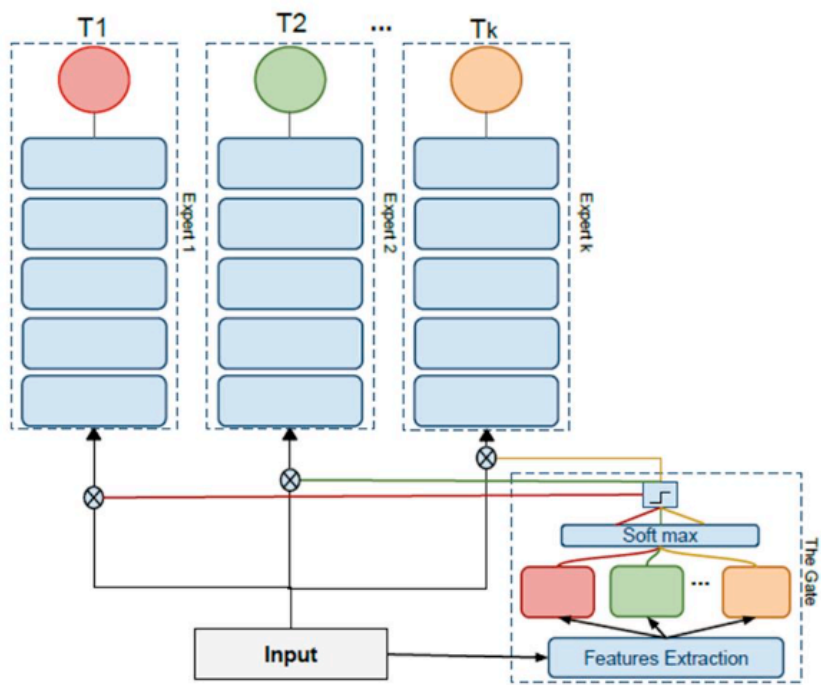 T1
T2
...
Tk
Expert 1
Expert 2
Expert k
The Gate
Soft max
...
Input
Features Extraction